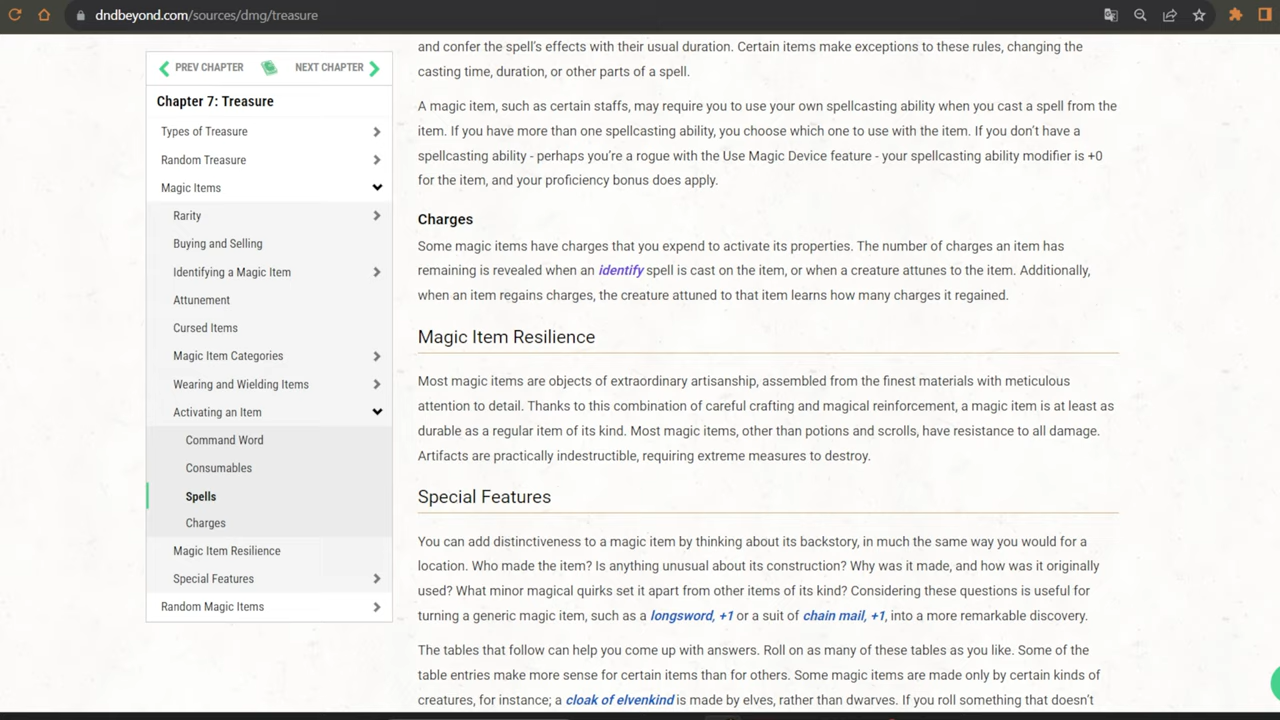 dndbeyond.com/sources/dmg/treasure
PREV CHAPTER
NEXT CHAPTER
Chapter 7: Treasure
Types of Treasure
Random Treasure
Magic Items
Rarity
Buying and Selling
Identifying a Magic Item
Attunement
Cursed Items
Magic Item Categories
Wearing and Wielding Items
Activating an Item
Command Word
Consumables
Spells
Charges
Magic Item Resilience
Special Features
Random Magic Items
and confer the spell's effects with their usual duration. Certain items make exceptions to these rules, changing the
casting time, duration, or other parts of a spell.
A magic item, such as certain staffs, may require you to use your own spellcasting ability when you cast a spell from the
item. If you have more than one spellcasting ability, you choose which one to use with the item. If you don't have a
spellcasting ability - perhaps you're a rogue with the Use Magic Device feature - your spellcasting ability modifier is +0
for the item, and your proficiency bonus does apply.
Charges
Some magic items have charges that you expend to activate its properties. The number of charges an item has
remaining is revealed when an identify spell is cast on the item, or when a creature attunes to the item. Additionally,
when an item regains charges, the creature attuned to that item learns how many charges it regained.
Magic Item Resilience
Most magic items are objects of extraordinary artisanship, assembled from the finest materials with meticulous
attention to detail. Thanks to this combination of careful crafting and magical reinforcement, a magic item is at least as
durable as a regular item of its kind. Most magic items, other than potions and scrolls, have resistance to all damage.
Artifacts are practically indestructible, requiring extreme measures to destroy.
Special Features
You can add distinctiveness to a magic item by thinking about its backstory, in much the same way you would for a
location. Who made the item? Is anything unusual about its construction? Why was it made, and how was it originally
used? What minor magical quirks set it apart from other items of its kind? Considering these questions is useful for
turning a generic magic item, such as a longsword, +1 or a suit of chain mail, +1, into a more remarkable discovery.
The tables that follow can help you come up with answers. Roll on as many of these tables as you like. Some of the
table entries make more sense for certain items than for others. Some magic items are made only by certain kinds of
creatures, for instance; a cloak of elvenkind is made by elves, rather than dwarves. If you roll something that doesn't